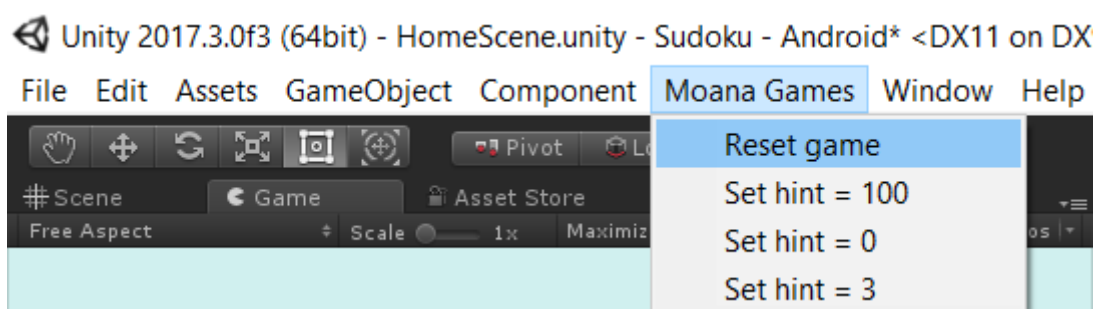 Unity 2017.3.0f3 (64bit) - HomeScene.unity - Sudoku - Android* <DX11 on DX
File Edit Assets GameObject Component Moana Games Window Help
Pivot
Reset game
#Scene Game Asset Store
Set hint = 100
Free Aspect Scale 1x Maximiz
Set hint = 0
Set hint = 3